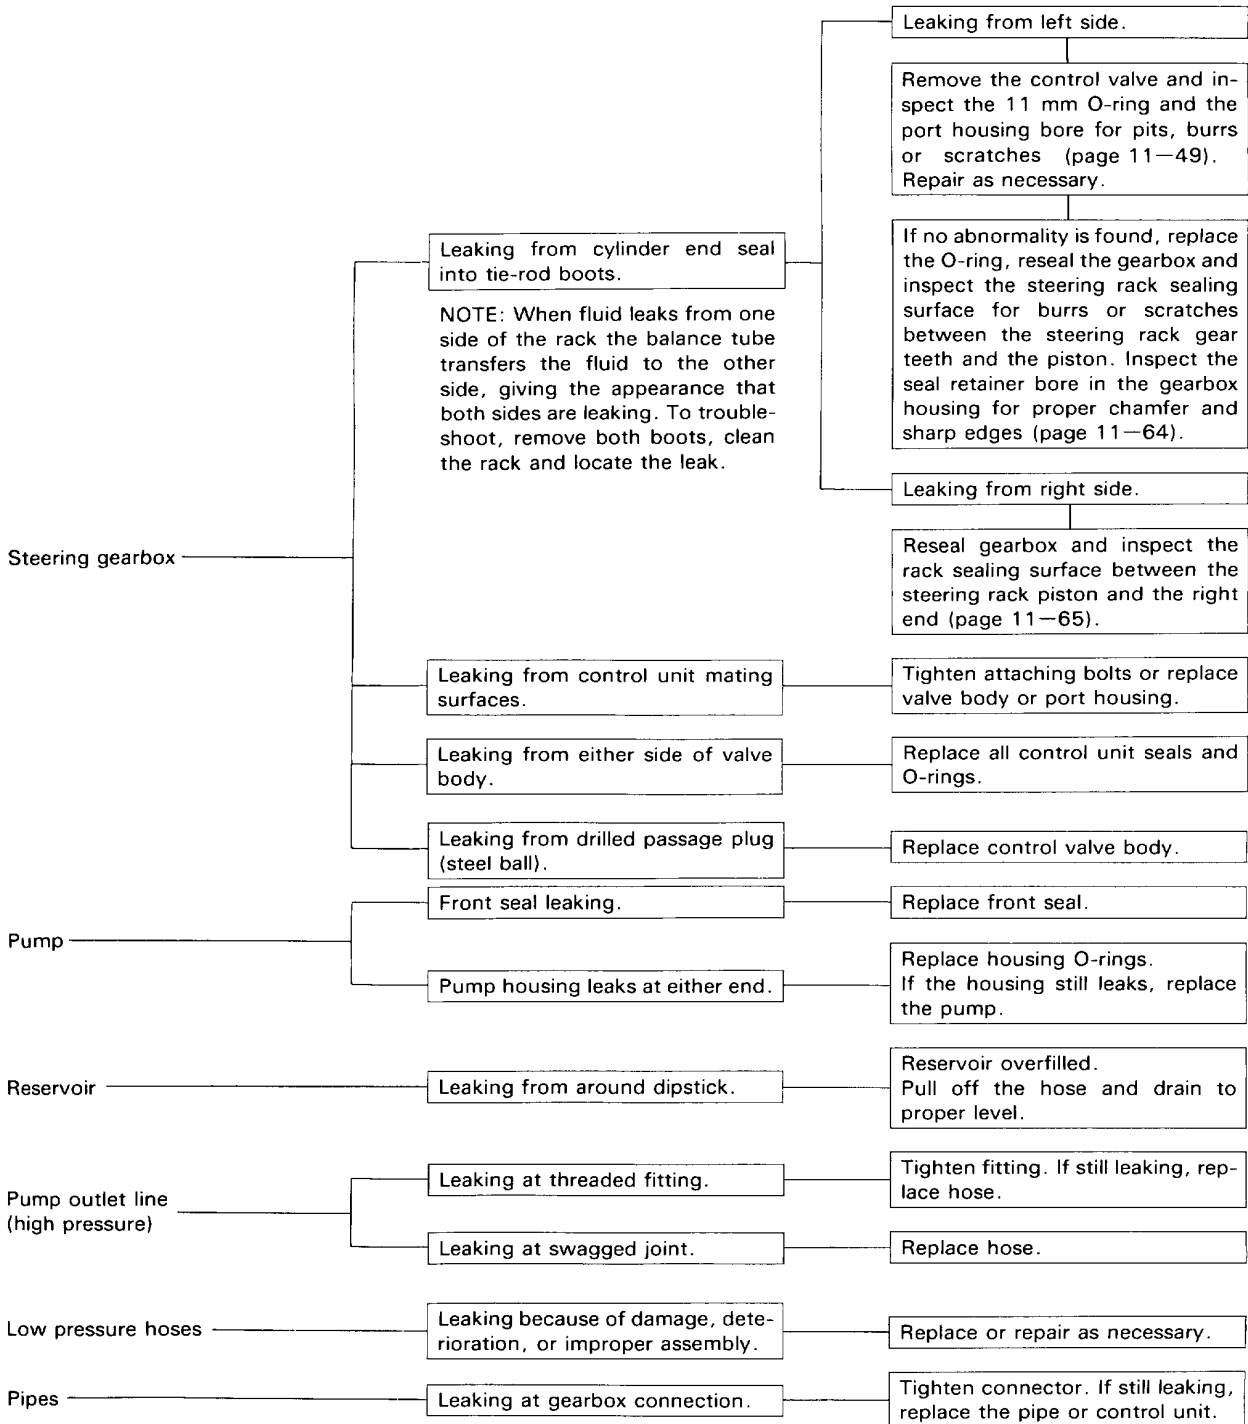 Steering gearbox
Leaking from cylinder end seal
into tie-rod boots.
NOTE: When fluid leaks from one
side of the rack the balance tube
transfers the fluid to the other
side, giving the appearance that
both sides are leaking. To trouble-
shoot, remove both boots, clean
the rack and locate the leak.
Leaking from left side.
Remove the control valve and in-
spect the 11 mm O-ring and the
port housing bore for pits, burrs
or scratches (page 11—49).
Repair as necessary.
If no abnormality is found, replace
the O-ring, reseal the gearbox and
inspect the steering rack sealing
surface for burrs or scratches
between the steering rack gear
teeth and the piston. Inspect the
seal retainer bore in the gearbox
housing for proper chamfer and
sharp edges (page 11—64).
Leaking from right side.
Reseal gearbox and inspect the
rack sealing surface between the
steering rack piston and the right
end (page 11—65).
Leaking from control unit mating
surfaces.
Tighten attaching bolts or replace
valve body or port housing.
Leaking from either side of valve
body.
Replace all control unit seals and
O-rings.
Leaking from drilled passage plug
(steel ball).
Replace control valve body.
Pump
Front seal leaking.
Replace front seal.
Pump housing leaks at either end.
Replace housing O-rings.
If the housing still leaks, replace
the pump.
Reservoir
Leaking from around dipstick.
Reservoir overfilled.
Pull off the hose and drain to
proper level.
Pump outlet line
(high pressure)
Leaking at threaded fitting.
Tighten fitting. If still leaking, rep-
lace hose.
Leaking at swagged joint.
Replace hose.
Low pressure hoses
Leaking because of damage, dete-
rioration, or improper assembly.
Replace or repair as necessary.
Pipes
Leaking at gearbox connection.
Tighten connector. If still leaking,
replace the pipe or control unit.